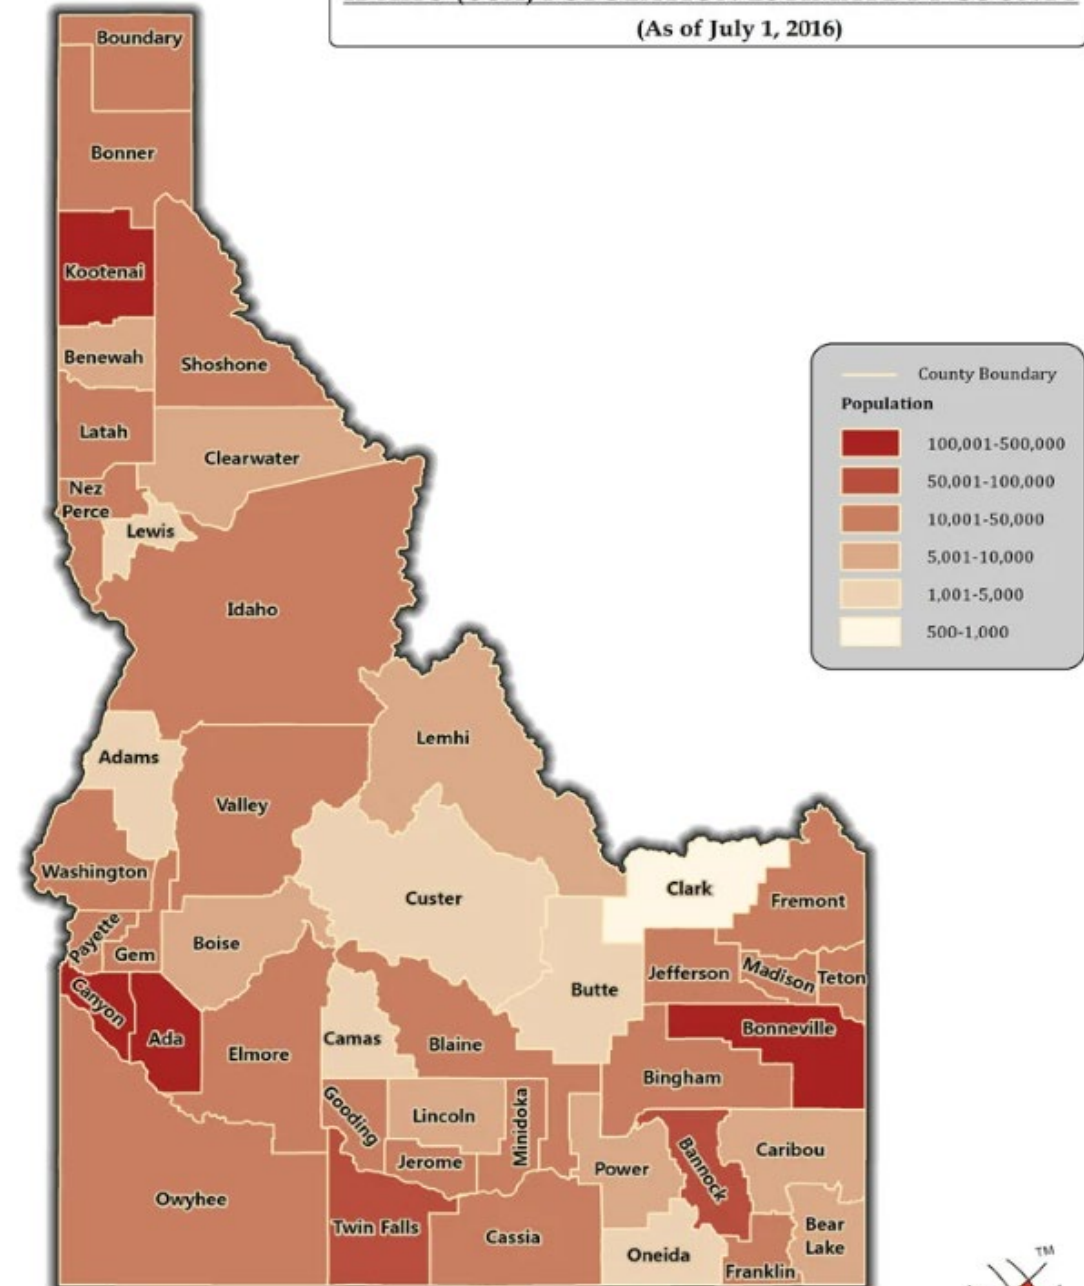 (As of July 1, 2016)
Boundary
Bonner
Kootenai
Benewah
Shoshone
Latah
Clearwater
Nez
Perce
Lewis
Idaho
County Boundary
Population
100,001-500,000
50,001-100,000
10,001-50,000
5,001-10,000
1,001-5,000
500-1,000
Lemhi
Adams
Valley
Washington
Custer
Clark
Fremont
Payette
Gem
Boise
Jefferson
Madison
Teton
Butte
Canyon
Ada
Elmore
Camas
Blaine
Bonneville
Bingham
Gooding
Lincoln
Minidoka
Jerome
Power
Bannock
Caribou
Owyhee
Twin Falls
Cassia
Oneida
Franklin
Bear
Lake
TM